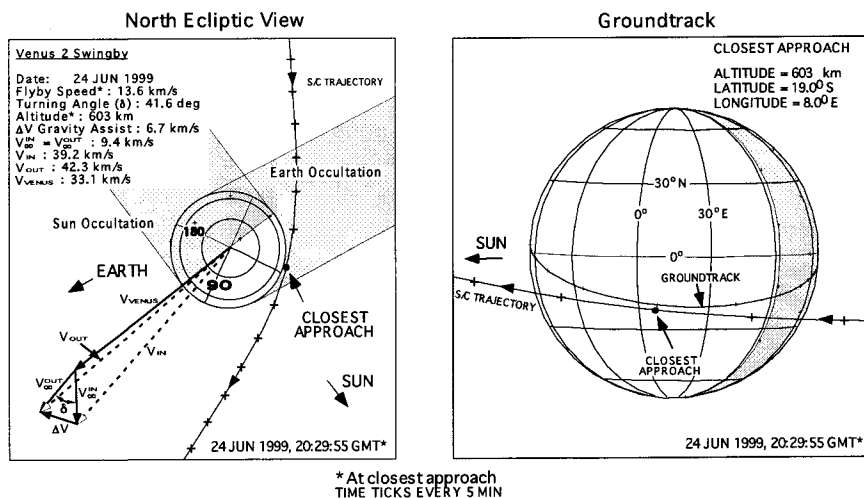 North Ecliptic View
Venus 2 Swingby
Date: 24 JUN 1999
Flyby Speed* : 13.6 km/s
Turning Angle (δ) : 41.6 deg
Altitude* : 603 km
ΔV Gravity Assist : 6.7 km/s
V∞IN = V∞OUT : 9.4 km/s
VIN : 39.2 km/s
VOUT : 42.3 km/s
VVENUS : 33.1 km/s
S/C TRAJECTORY
Earth Occultation
Sun Occultation
180
90
EARTH
VVENUS
CLOSEST
APPROACH
VOUT
VIN
SUN
V∞OUT
V∞IN
δ
ΔV
24 JUN 1999, 20:29:55 GMT*
Groundtrack
CLOSEST APPROACH
ALTITUDE = 603 km
LATITUDE = 19.0° S
LONGITUDE = 8.0° E
30° N
0°
30° E
SUN
0°
GROUNDTRACK
S/C TRAJECTORY
CLOSEST
APPROACH
24 JUN 1999, 20:29:55 GMT*
*At closest approach
TIME TICKS EVERY 5 MIN